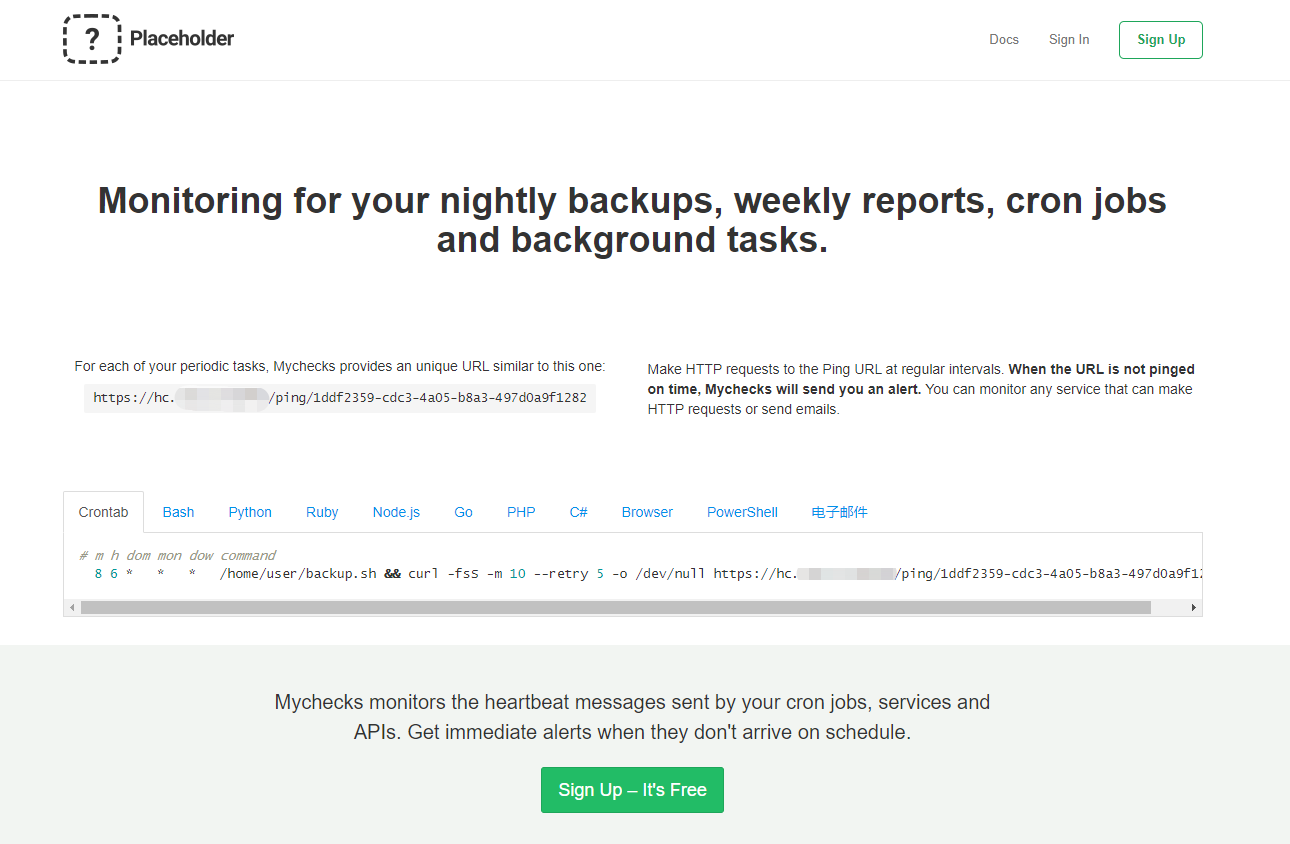 ? Placeholder
Docs
Sign In
Sign Up
Monitoring for your nightly backups, weekly reports, cron jobs
and background tasks.
For each of your periodic tasks, Mychecks provides an unique URL similar to this one:
https://hc./ping/1ddf2359-cdc3-4a05-b8a3-497d0a9f1282
Make HTTP requests to the Ping URL at regular intervals. When the URL is not pinged
on time, Mychecks will send you an alert. You can monitor any service that can make
HTTP requests or send emails.
Crontab Bash Python Ruby Node.js Go PHP C# Browser PowerShell 电子邮件
# m h dom mon dow command
8 6 * * * /home/user/backup.sh && curl -fsS -m 10 --retry 5 -o /dev/null https://hc./ping/1ddf2359-cdc3-4a05-b8a3-497d0a9f12
Mychecks monitors the heartbeat messages sent by your cron jobs, services and
APIs. Get immediate alerts when they don't arrive on schedule.
Sign Up – It's Free